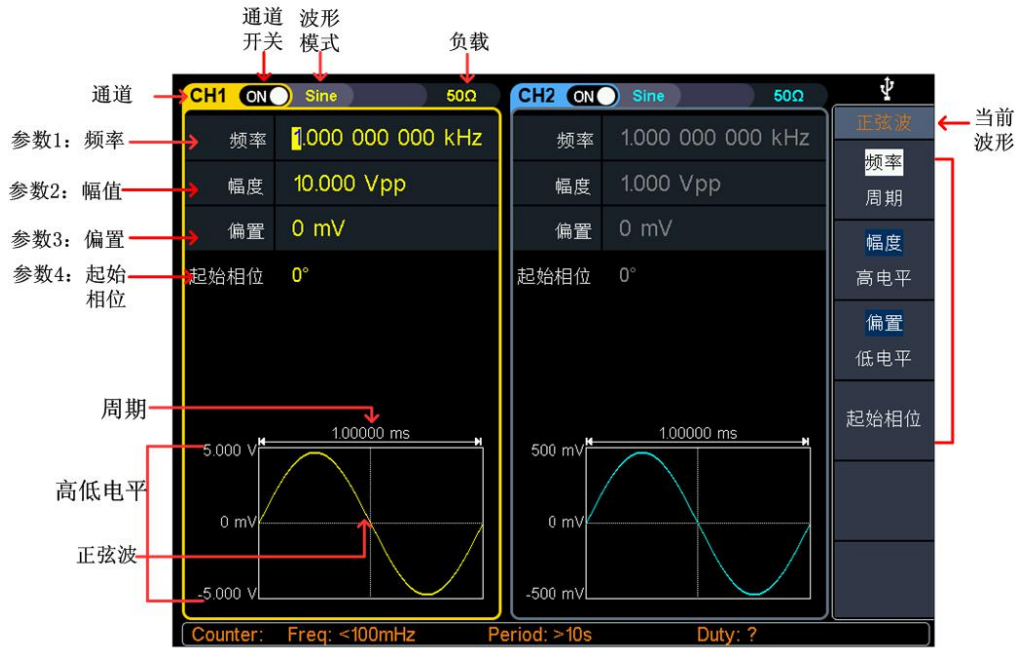 通道 波形
开关 模式
负载
通道
CH1 ON Sine 50Ω
CH2 ON Sine 50Ω
正弦波
当前
波形
参数1: 频率
频率 1.000 000 000 kHz
频率 1.000 000 000 kHz
频率
周期
参数2: 幅值
幅度 10.000 Vpp
幅度 1.000 Vpp
幅度
高电平
参数3: 偏置
偏置 0 mV
偏置 0 mV
偏置
低电平
参数4: 起始
相位
起始相位 0°
起始相位 0°
起始相位
周期
1.00000 ms
1.00000 ms
5.000 V
500 mV
高低电平
0 mV
0 mV
正弦波
-5.000 V
-500 mV
Counter: Freq: <100mHz Period: >10s Duty: ?